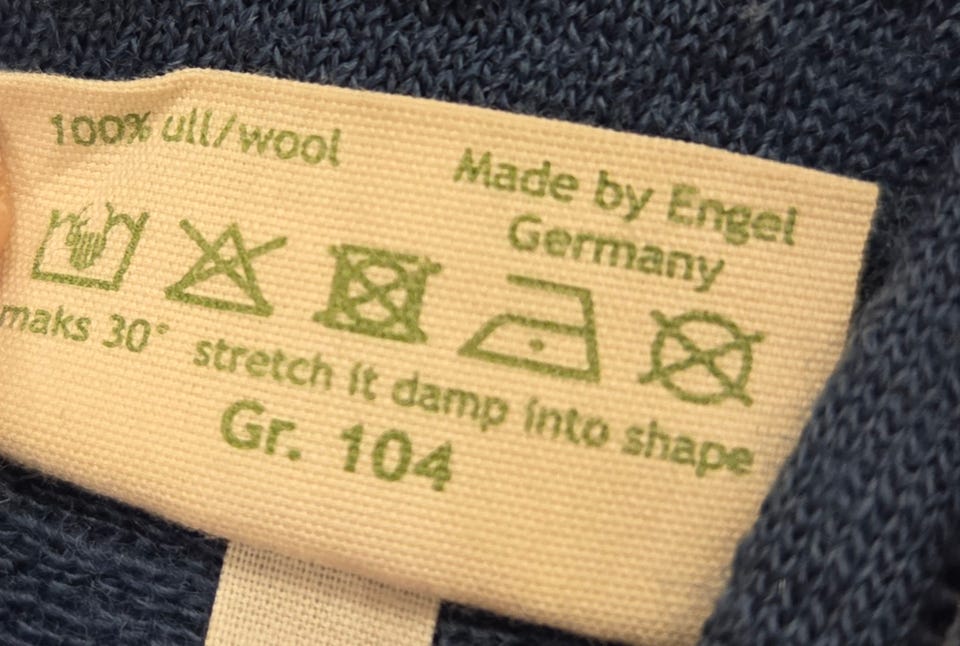 100% ull/wool
Made by Engel
Germany
maks 30°
stretch it damp into shape
Gr. 104